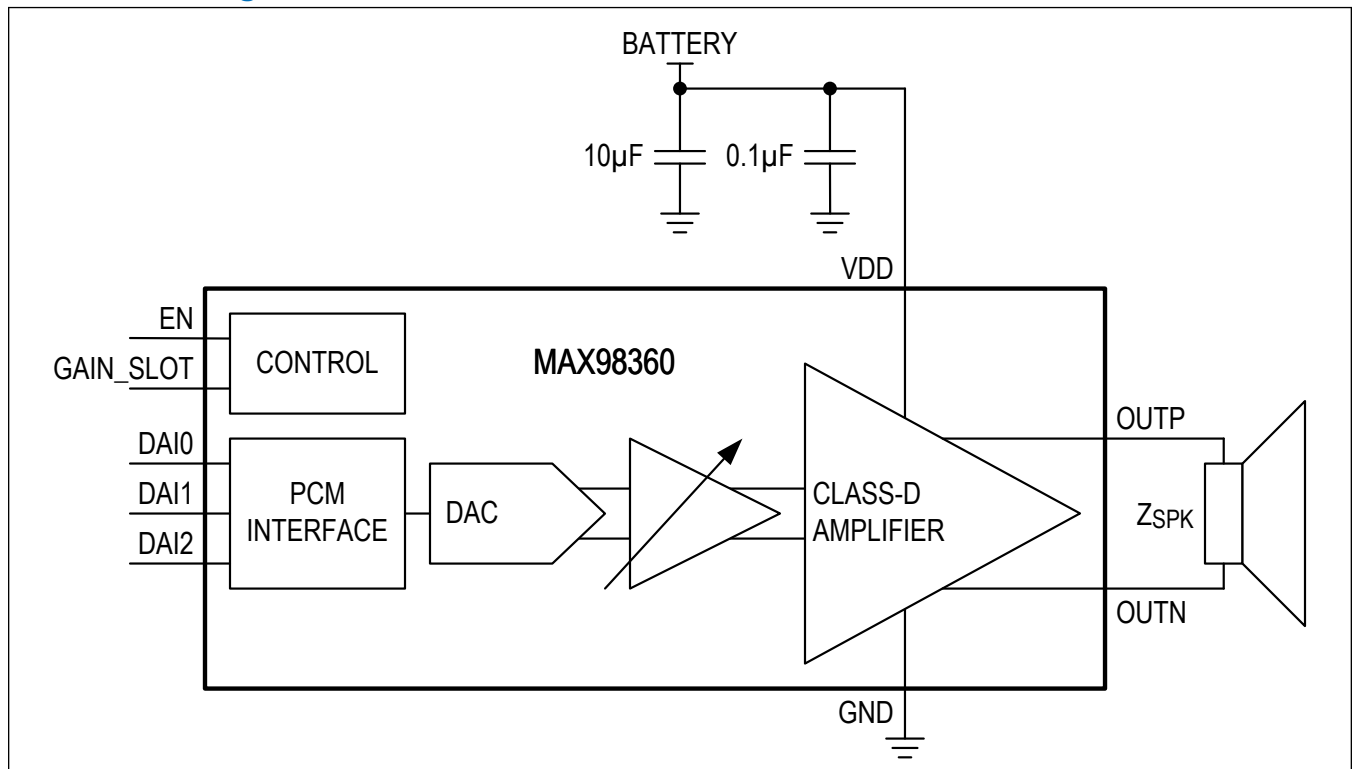 BATTERY
10µF
0.1µF
VDD
EN
GAIN_SLOT
CONTROL
MAX98360
DAI0
DAI1
DAI2
PCM
INTERFACE
DAC
CLASS-D
AMPLIFIER
OUTP
ZSPK
OUTN
GND